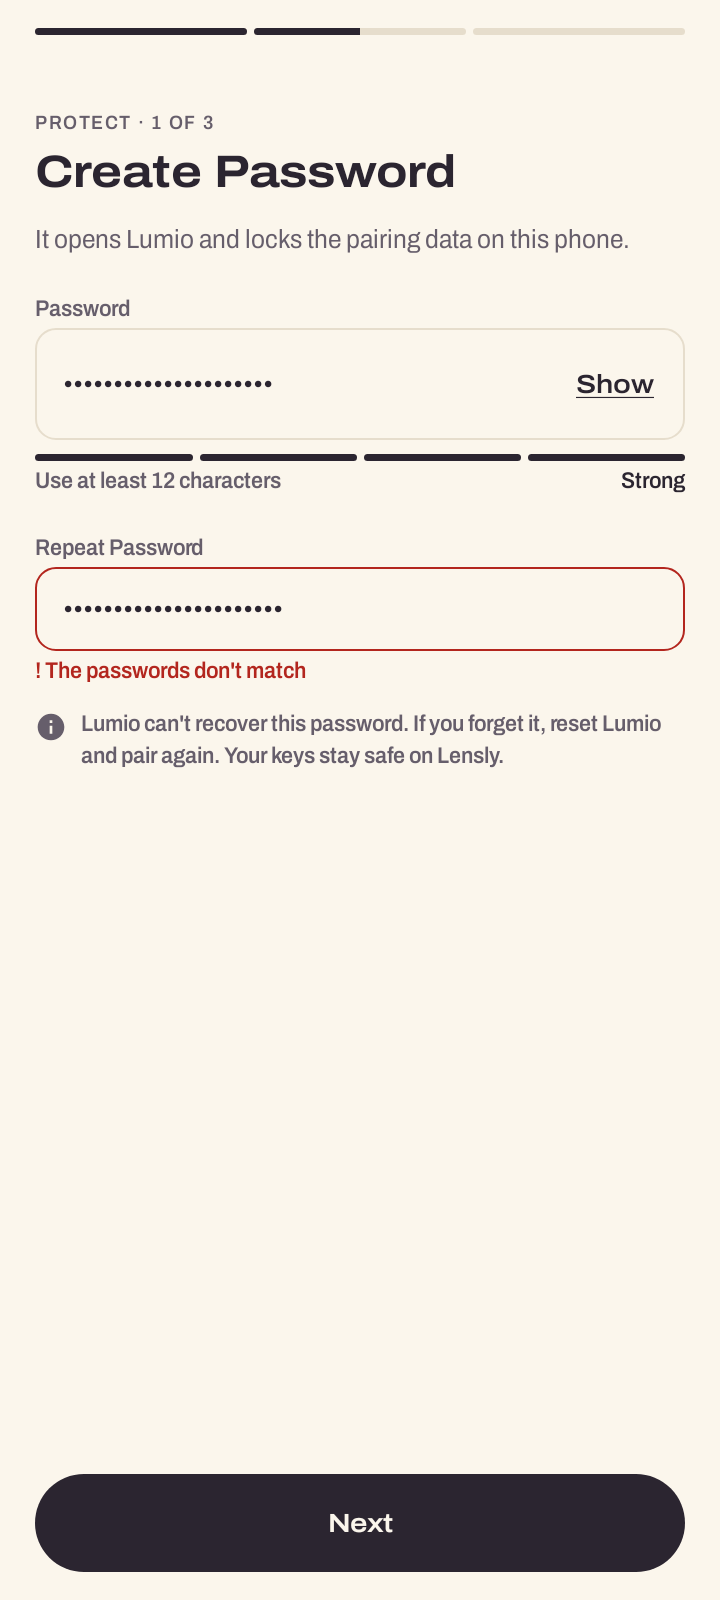 PROTECT · 1 OF 3
Create Password
It opens Lumio and locks the pairing data on this phone.
Password
•••••••••••••••••••••
Show
Use at least 12 characters
Strong
Repeat Password
••••••••••••••••••••••
! The passwords don't match
Lumio can't recover this password. If you forget it, reset Lumio
and pair again. Your keys stay safe on Lensly.
Next